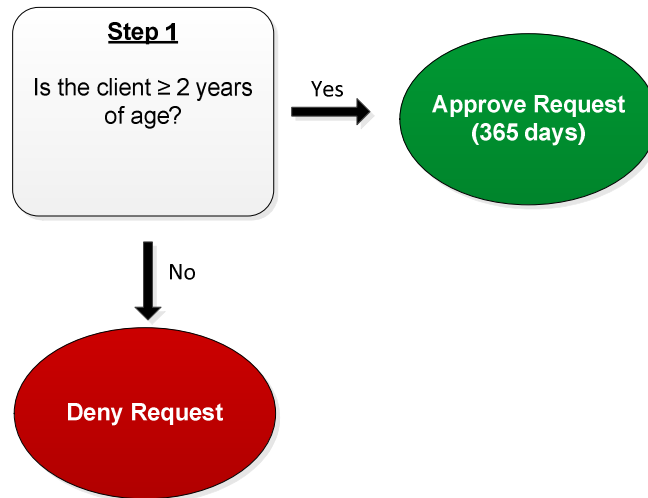 Step 1
Is the client ≥ 2 years
of age?
Yes
Approve Request
(365 days)
No
Deny Request